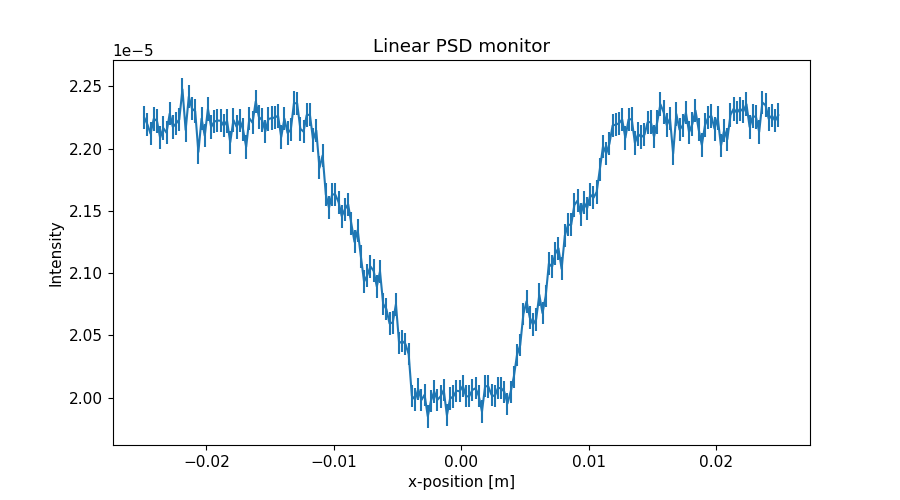 Linear PSD monitor
1e−5
2.25
2.20
2.15
2.10
2.05
2.00
Intensity
−0.02 −0.01 0.00 0.01 0.02
x-position [m]